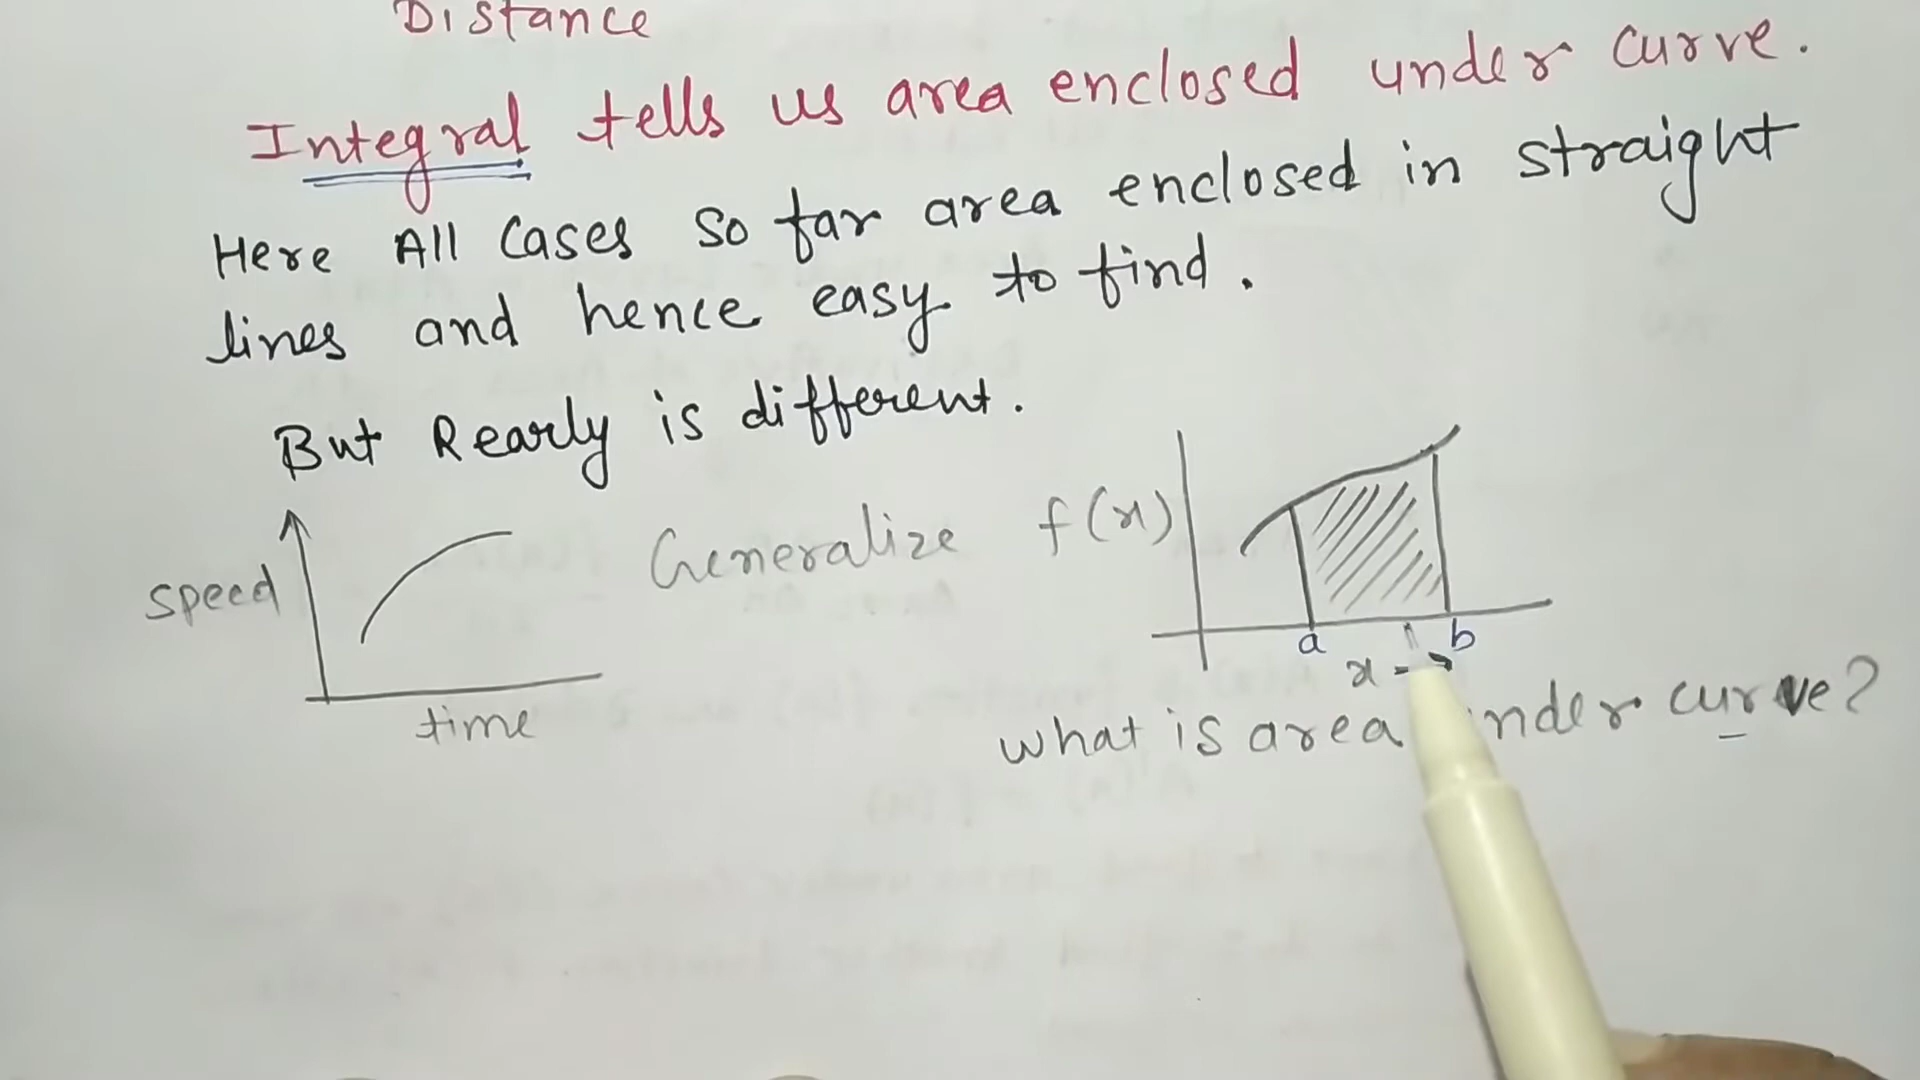 Distance
Integral tells us area enclosed under curve.
Here All Cases so far area enclosed in straight
lines and hence easy to find.
But Rearly is different.
speed
time
Generalize
f(x)
a
b
x →
what is area under curve?